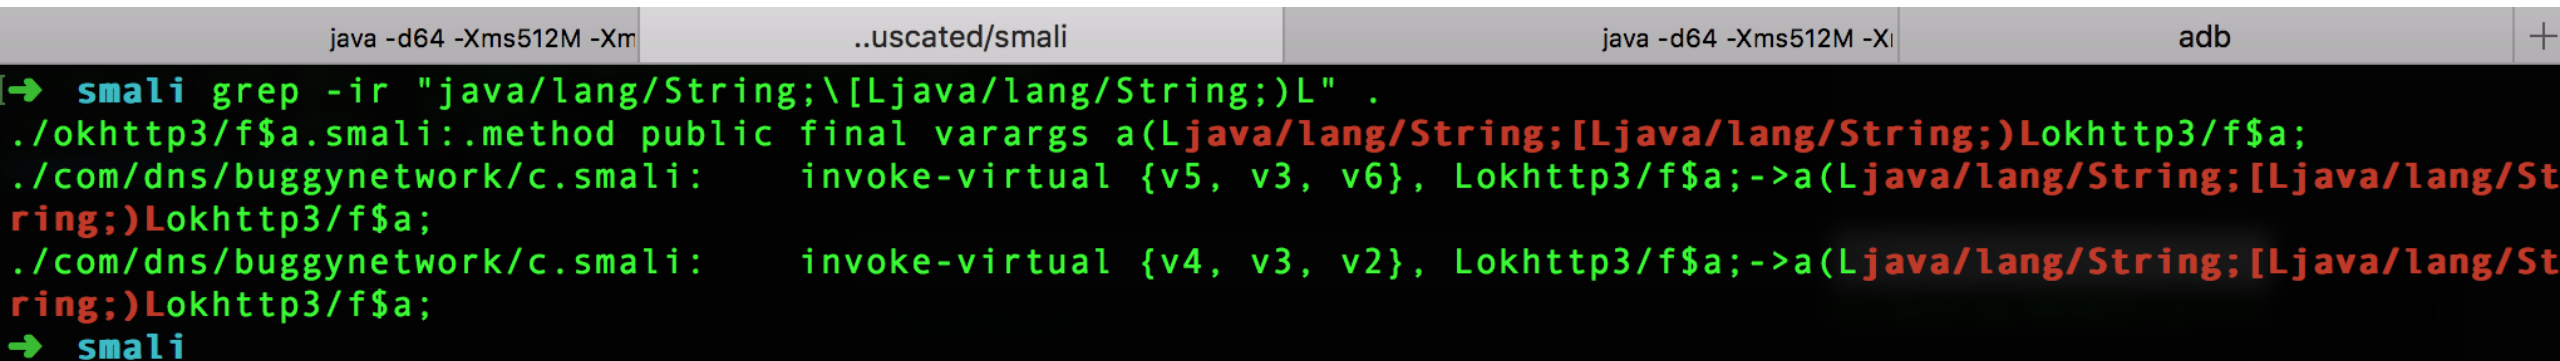 java -d64 -Xms512M -Xm
..uscated/smali
java -d64 -Xms512M -X
adb
+
[➜ smali grep -ir "java/lang/String;\[Ljava/lang/String;)L" .
./okhttp3/f$a.smali:.method public final varargs a(Ljava/lang/String;[Ljava/lang/String;)Lokhttp3/f$a;
./com/dns/buggynetwork/c.smali:    invoke-virtual {v5, v3, v6}, Lokhttp3/f$a;->a(Ljava/lang/String;[Ljava/lang/St
ring;)Lokhttp3/f$a;
./com/dns/buggynetwork/c.smali:    invoke-virtual {v4, v3, v2}, Lokhttp3/f$a;->a(Ljava/lang/String;[Ljava/lang/St
ring;)Lokhttp3/f$a;
➜ smali